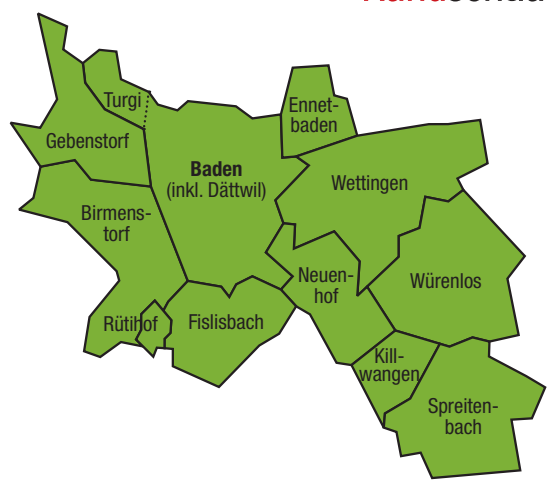 Turgi
Ennet-
baden
Gebenstorf
Baden
(inkl. Dättwil)
Wettingen
Birmens-
torf
Neuen-
hof
Würenlos
Rütihof
Fislisbach
Kill-
wangen
Spreiten-
bach